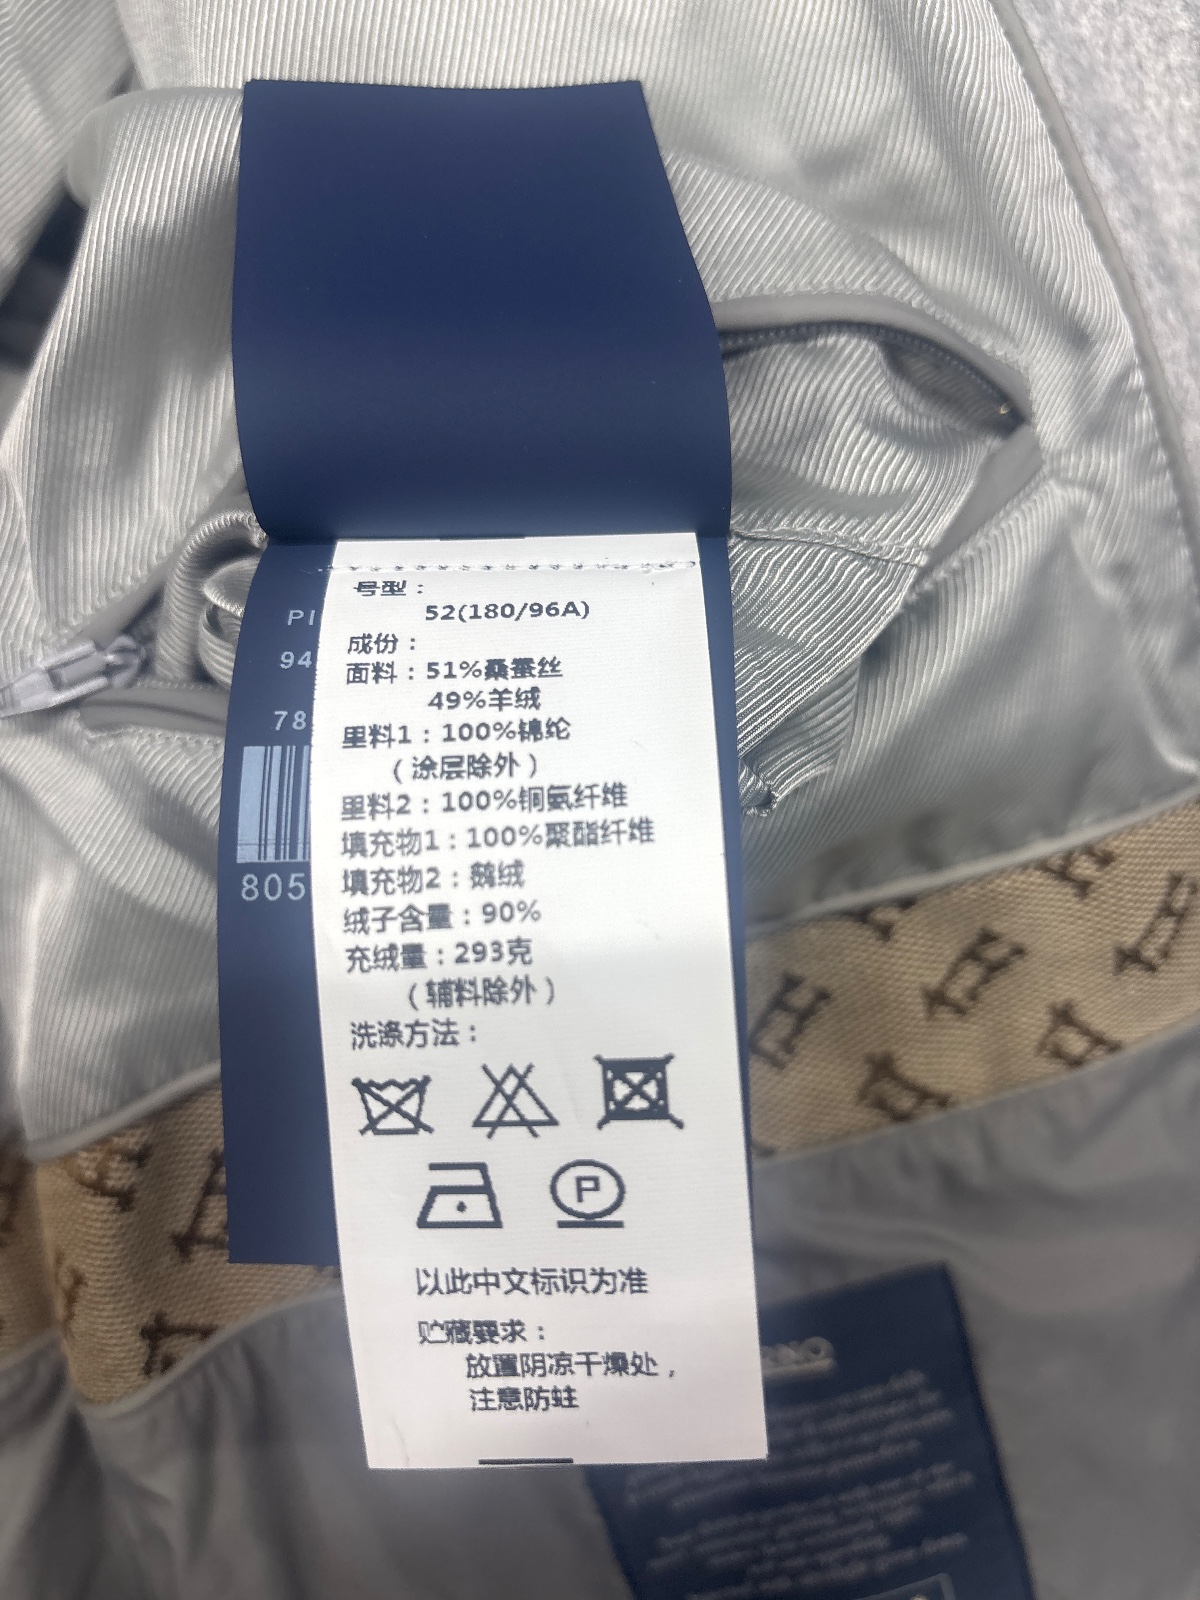 号型：
52(180/96A)
成份：
面料：51%桑蚕丝
49%羊绒
里料1：100%锦纶
（涂层除外）
里料2：100%铜氨纤维
填充物1：100%聚酯纤维
填充物2：鹅绒
绒子含量：90%
充绒量：293克
（辅料除外）
洗涤方法：
P
以此中文标识为准
贮藏要求：
放置阴凉干燥处，
注意防蛀
PI
94
78
805